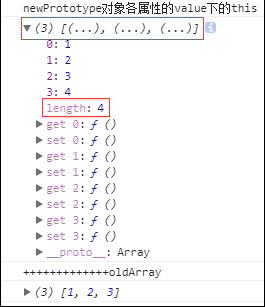 newPrototype对象各属性的value下的this
▼ (3) [(...), (...), (...)]
0: 1
1: 2
2: 3
3: 4
length: 4
▶ get 0: ƒ ()
▶ set 0: ƒ ()
▶ get 1: ƒ ()
▶ set 1: ƒ ()
▶ get 2: ƒ ()
▶ set 2: ƒ ()
▶ get 3: ƒ ()
▶ set 3: ƒ ()
▶ __proto__: Array
+++++++++++++oldArray
▶ (3) [1, 2, 3]